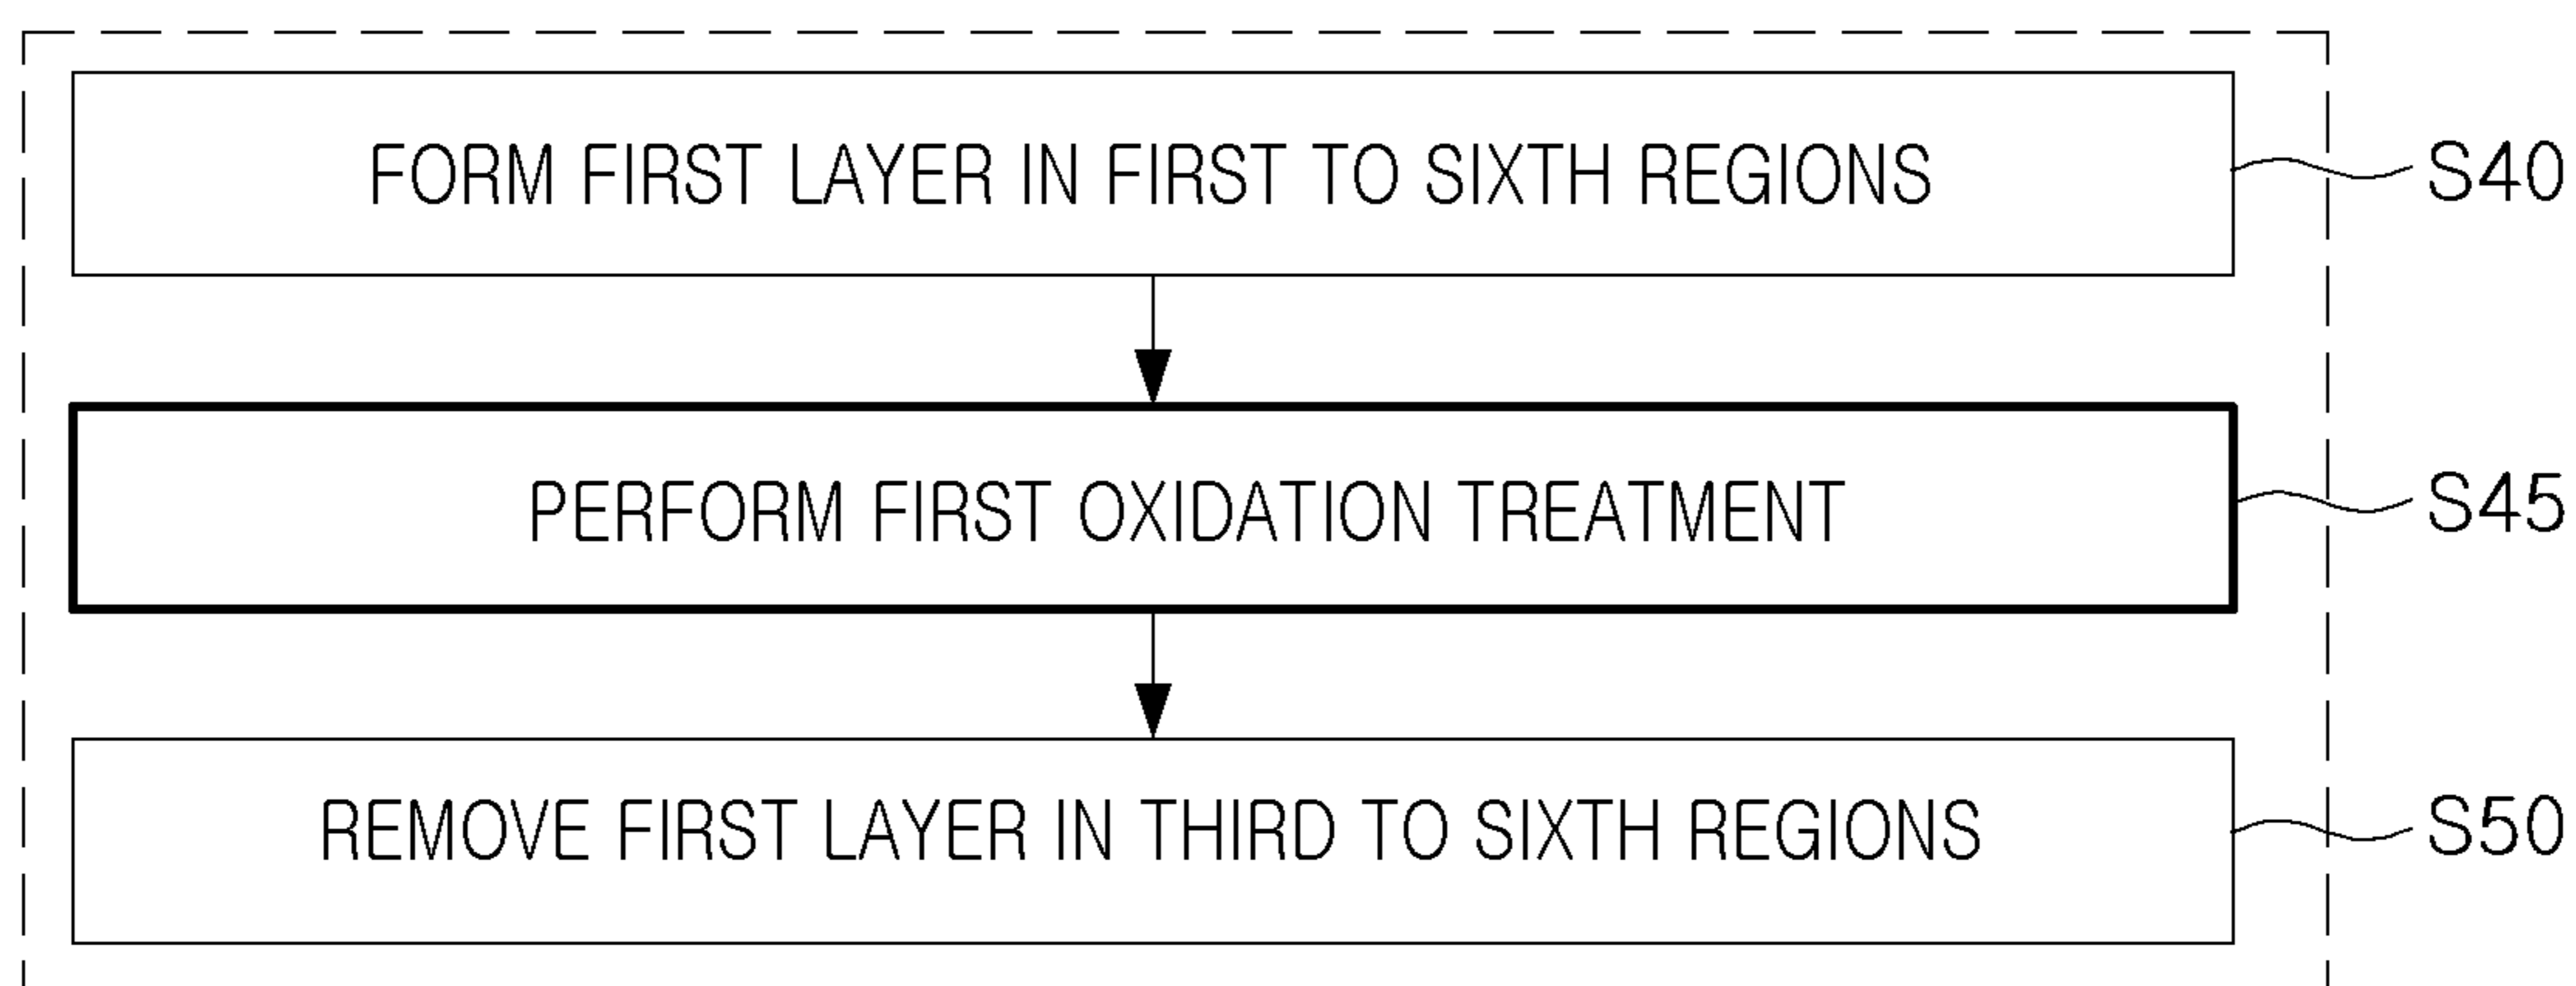 FORM FIRST LAYER IN FIRST TO SIXTH REGIONS
S40
PERFORM FIRST OXIDATION TREATMENT
S45
REMOVE FIRST LAYER IN THIRD TO SIXTH REGIONS
S50